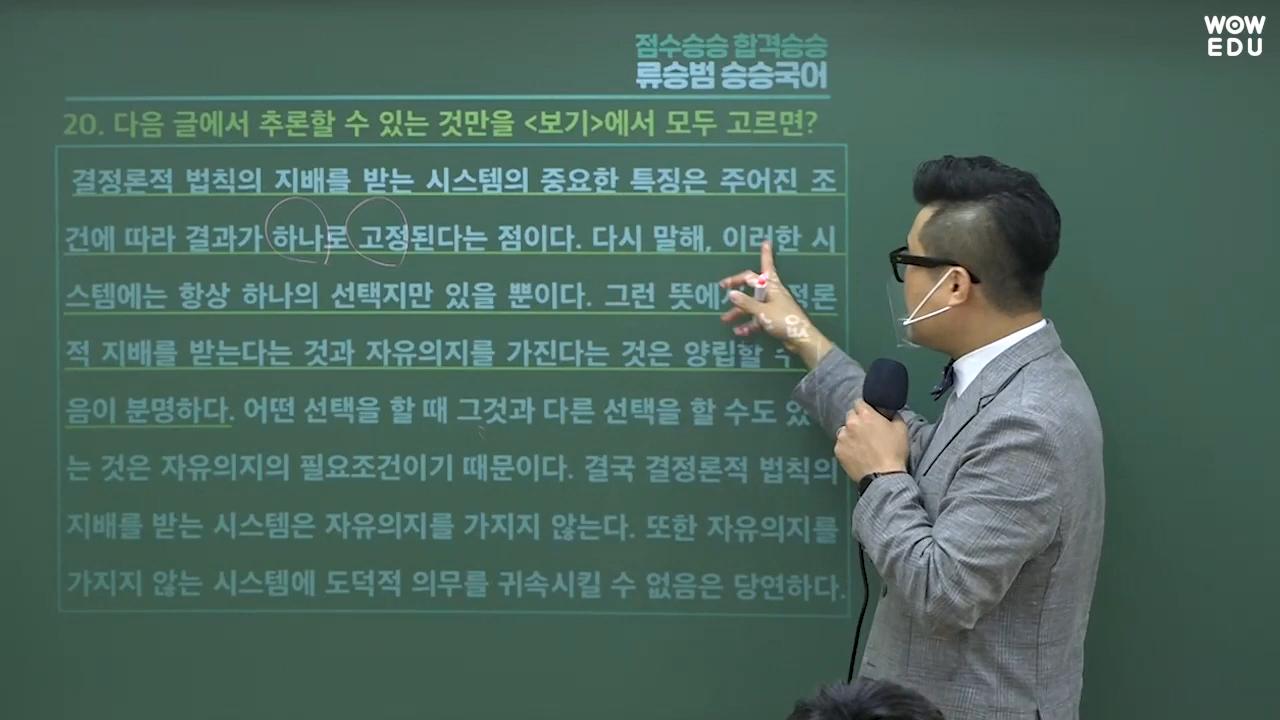 WOW
EDU
점수승승 합격승승
류승범 승승국어
20. 다음 글에서 추론할 수 있는 것만을 <보기>에서 모두 고르면?
결정론적 법칙의 지배를 받는 시스템의 중요한 특징은 주어진 조
건에 따라 결과가 하나로 고정된다는 점이다. 다시 말해, 이러한 시
스템에는 항상 하나의 선택지만 있을 뿐이다. 그런 뜻에서
적 지배를 받는다는 것과 자유의지를 가진다는 것은 양립할
음이 분명하다. 어떤 선택을 할 때 그것과 다른 선택을 할 수도
는 것은 자유의지의 필요조건이기 때문이다. 결국 결정론적 법칙의
지배를 받는 시스템은 자유의지를 가지지 않는다. 또한 자유의지를
가지지 않는 시스템에 도덕적 의무를 귀속시킬 수 없음은 당연하다.